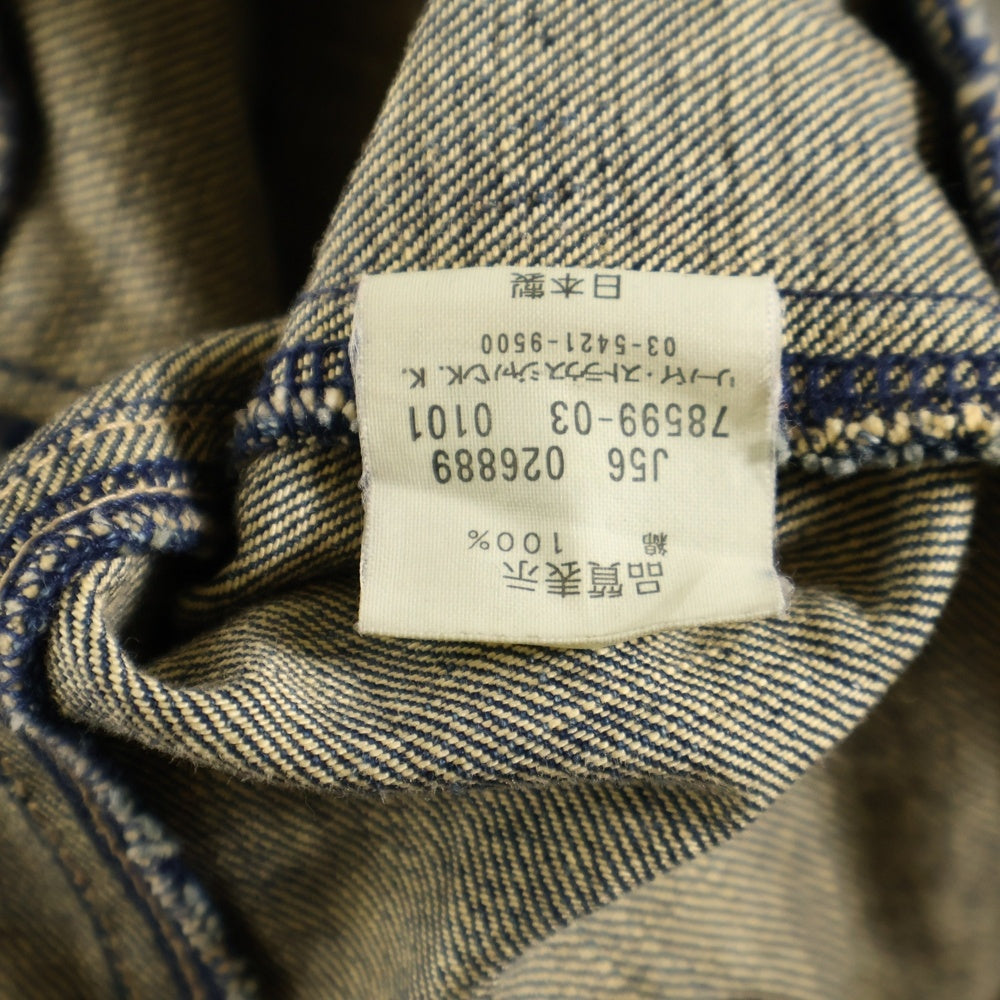 品質表示
綿 100%
J56 026889
78599-03 0101
リーバイ・ストラウスジャパンK.K.
03-5421-9500
日本製